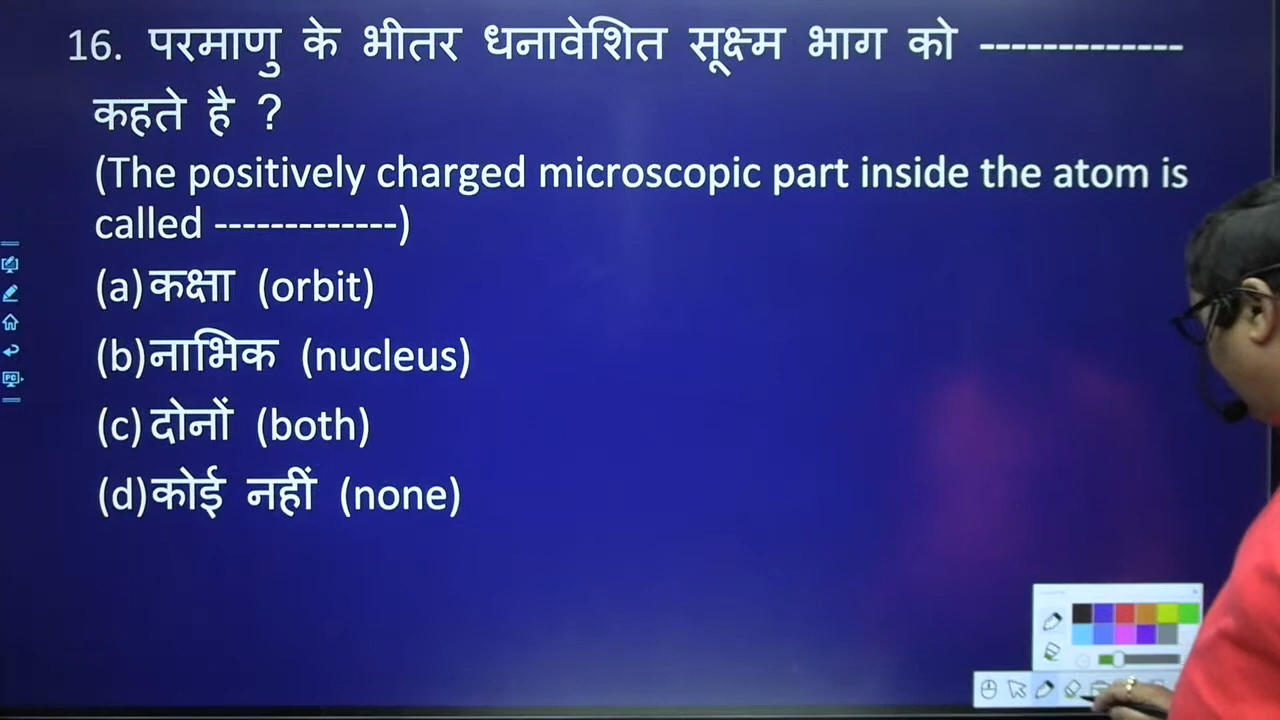 16. परमाणु के भीतर धनावेशित सूक्ष्म भाग को -------------
कहते है ?
(The positively charged microscopic part inside the atom is
called -------------)
(a) कक्षा (orbit)
(b) नाभिक (nucleus)
(c) दोनों (both)
(d) कोई नहीं (none)